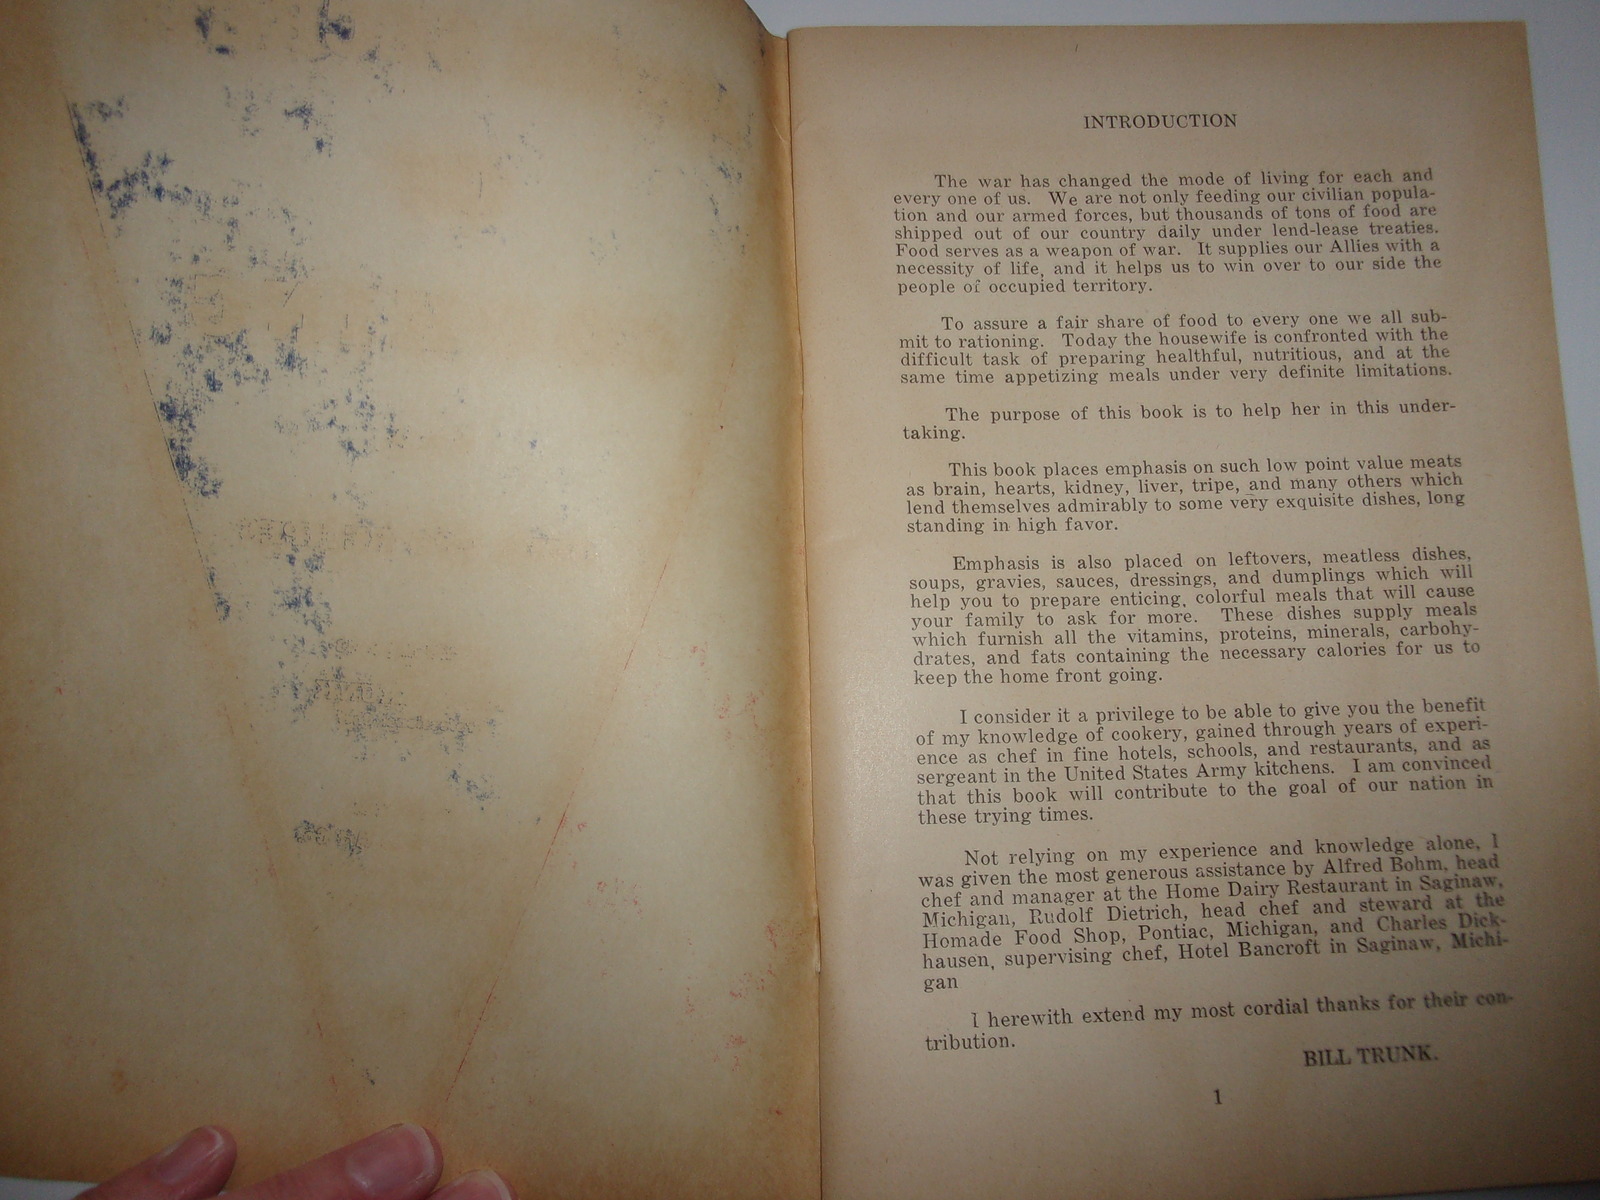 INTRODUCTION
The war has changed the mode of living for each and
every one of us. We are not only feeding our civilian popula-
tion and our armed forces, but thousands of tons of food are
shipped out of our country daily under lend-lease treaties.
Food serves as a weapon of war. It supplies our Allies with a
necessity of life, and it helps us to win over to our side the
people of occupied territory.
To assure a fair share of food to every one we all sub-
mit to rationing. Today the housewife is confronted with the
difficult task of preparing healthful, nutritious, and at the
same time appetizing meals under very definite limitations.
The purpose of this book is to help her in this under-
taking.
This book places emphasis on such low point value meats
as brain, hearts, kidney, liver, tripe, and many others which
lend themselves admirably to some very exquisite dishes, long
standing in high favor.
Emphasis is also placed on leftovers, meatless dishes,
soups, gravies, sauces, dressings, and dumplings which will
help you to prepare enticing, colorful meals that will cause
your family to ask for more. These dishes supply meals
which furnish all the vitamins, proteins, minerals, carbohy-
drates, and fats containing the necessary calories for us to
keep the home front going.
I consider it a privilege to be able to give you the benefit
of my knowledge of cookery, gained through years of experi-
ence as chef in fine hotels, schools, and restaurants, and as
sergeant in the United States Army kitchens. I am convinced
that this book will contribute to the goal of our nation in
these trying times.
Not relying on my experience and knowledge alone, I
was given the most generous assistance by Alfred Bohm, head
chef and manager at the Home Dairy Restaurant in Saginaw,
Michigan, Rudolf Dietrich, head chef and steward at the
Homade Food Shop, Pontiac, Michigan, and Charles Dick-
hausen, supervising chef, Hotel Bancroft in Saginaw, Michi-
gan
I herewith extend my most cordial thanks for their con-
tribution.
BILL TRUNK.
1